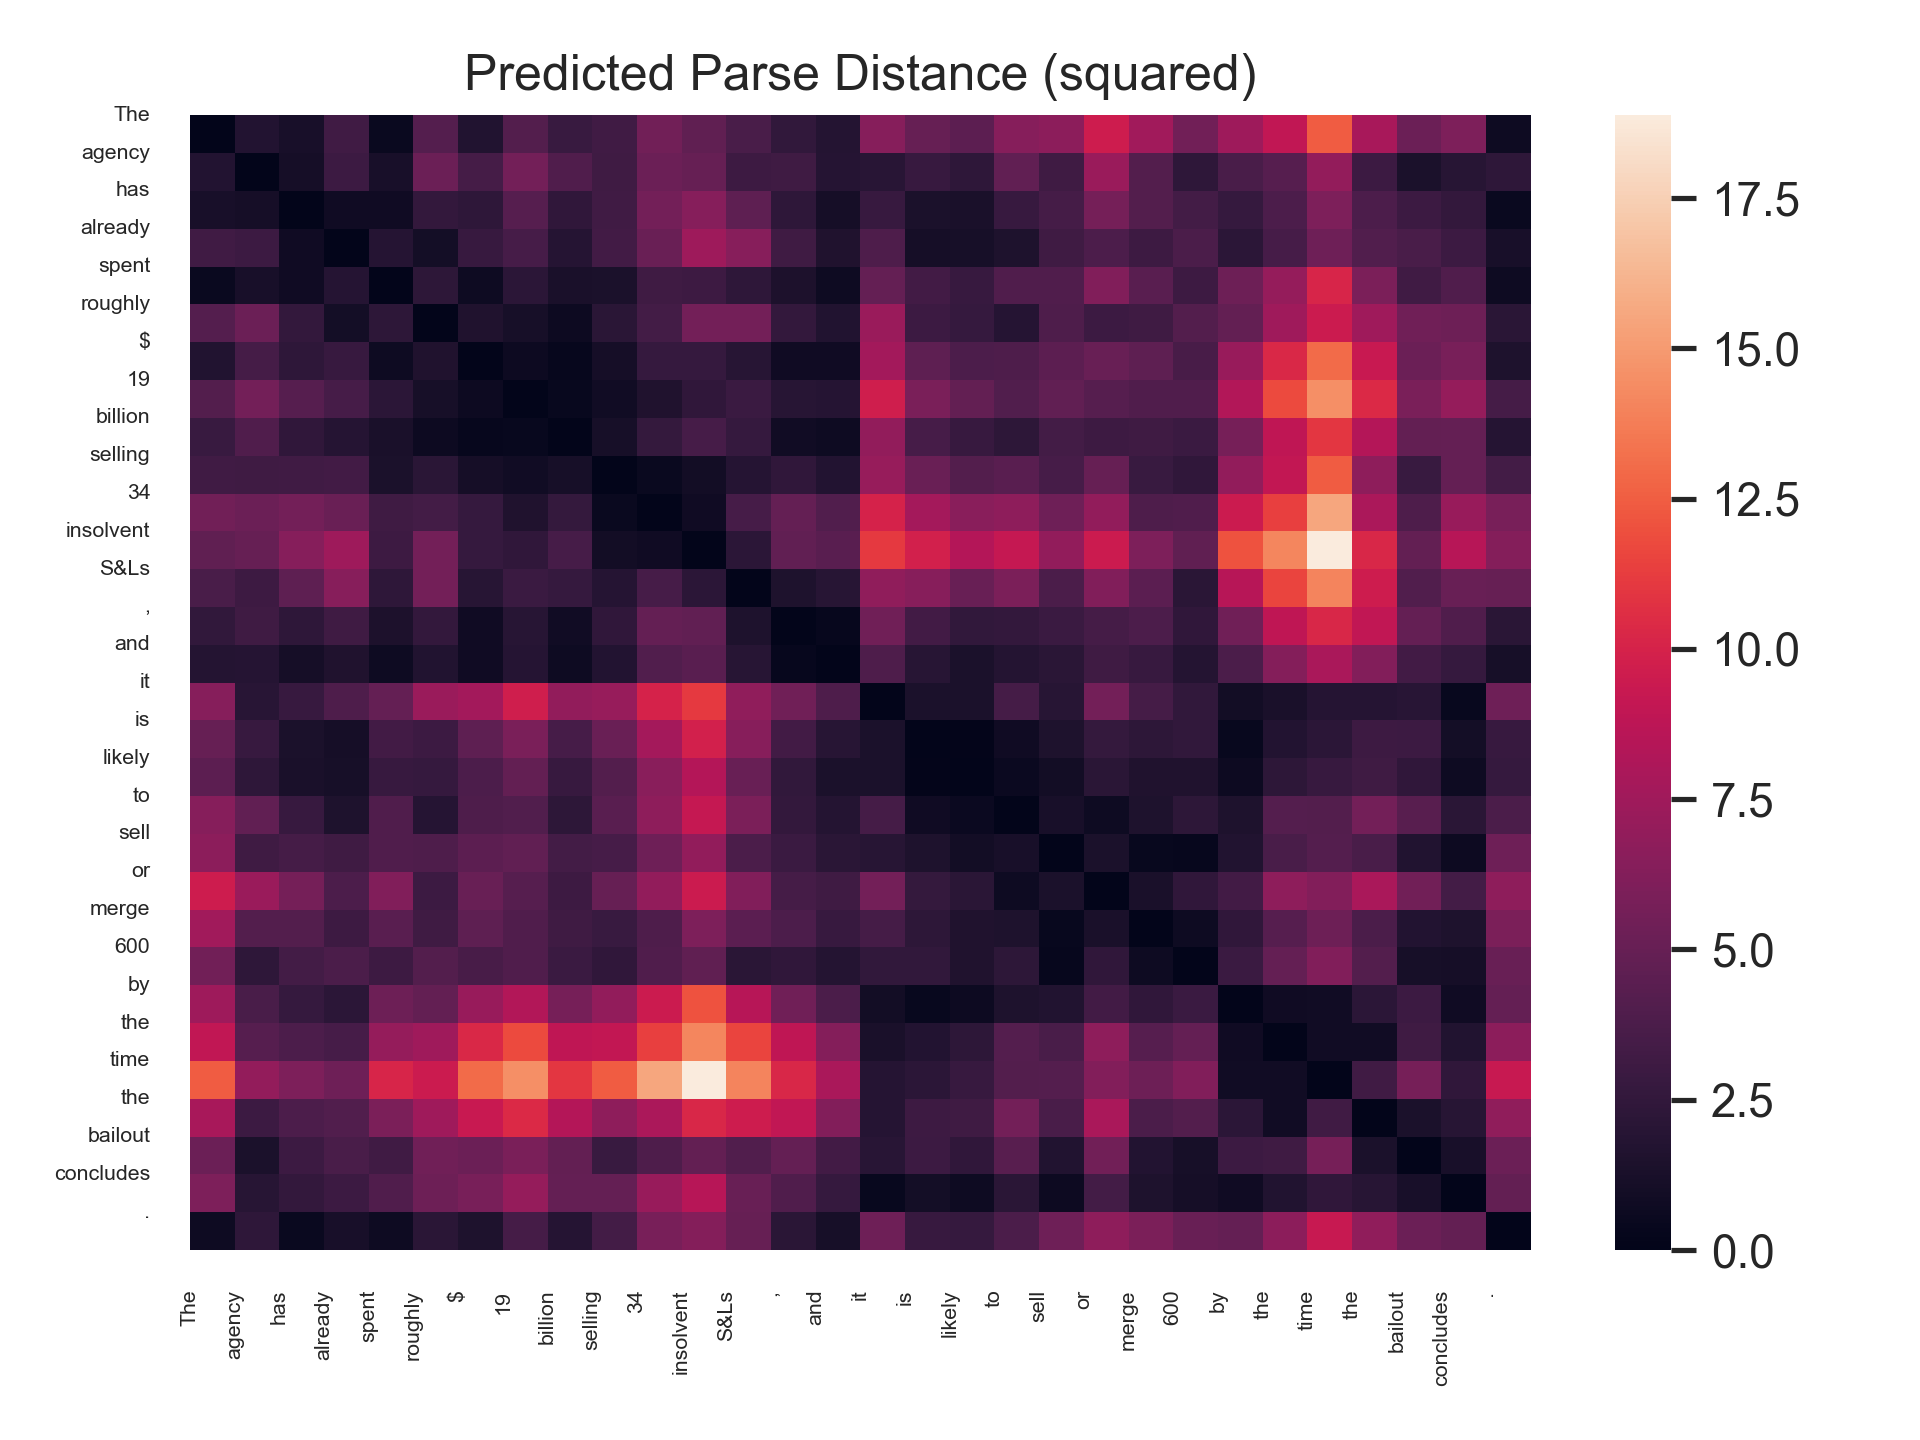 Predicted Parse Distance (squared)
The
agency
has
already
spent
roughly
$
19
billion
selling
34
insolvent
S&Ls
,
and
it
is
likely
to
sell
or
merge
600
by
the
time
the
bailout
concludes
.
17.5
15.0
12.5
10.0
7.5
5.0
2.5
0.0
The
agency
has
already
spent
roughly
$
19
billion
selling
34
insolvent
S&Ls
,
and
it
is
likely
to
sell
or
merge
600
by
the
time
the
bailout
concludes
.